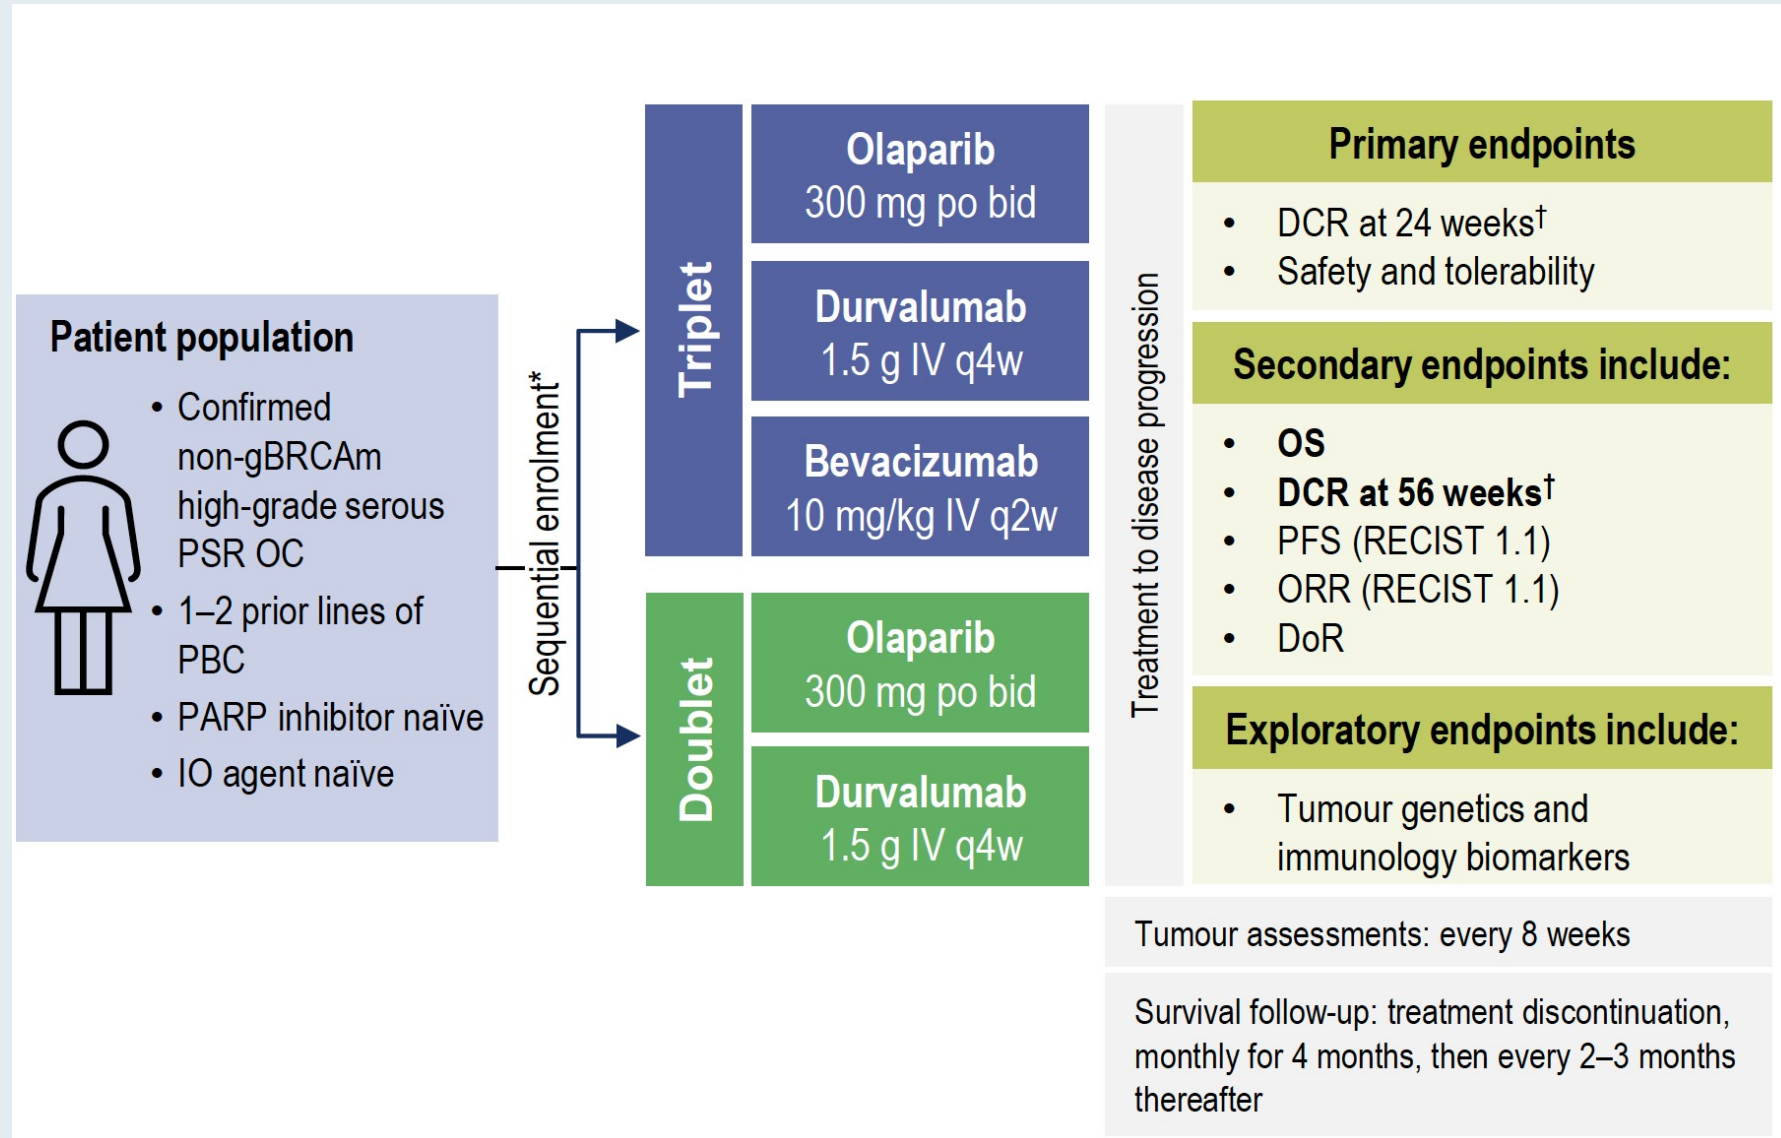 Patient population
• Confirmed
non-gBRCAm
high-grade serous
PSR OC
• 1–2 prior lines of
PBC
• PARP inhibitor naïve
• IO agent naïve
Sequential enrolment*
Triplet
Olaparib
300 mg po bid
Durvalumab
1.5 g IV q4w
Bevacizumab
10 mg/kg IV q2w
Doublet
Olaparib
300 mg po bid
Durvalumab
1.5 g IV q4w
Treatment to disease progression
Primary endpoints
• DCR at 24 weeks†
• Safety and tolerability
Secondary endpoints include:
• OS
• DCR at 56 weeks†
• PFS (RECIST 1.1)
• ORR (RECIST 1.1)
• DoR
Exploratory endpoints include:
• Tumour genetics and
immunology biomarkers
Tumour assessments: every 8 weeks
Survival follow-up: treatment discontinuation,
monthly for 4 months, then every 2–3 months
thereafter